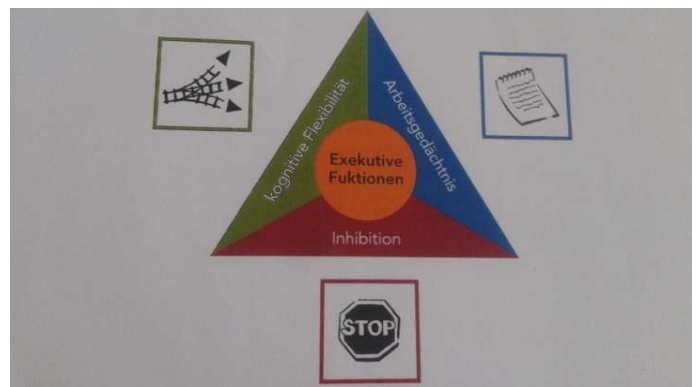 kognitive Flexibilität
Arbeitsgedächtnis
Exekutive
Fuktionen
Inhibition
STOP